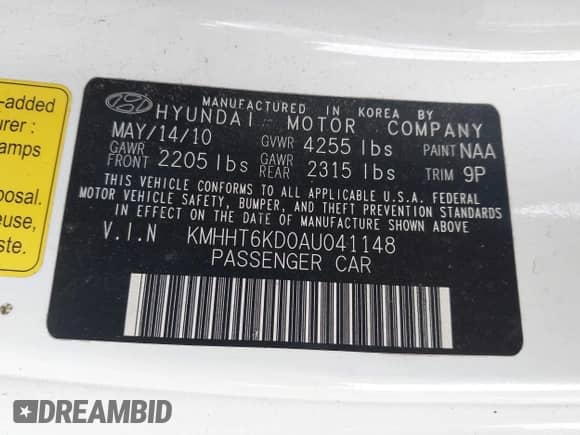 MANUFACTURED IN KOREA BY
HYUNDAI MOTOR COMPANY
MAY/14/10 GVWR 4255 lbs PAINT NAA
GAWR FRONT 2205 lbs GAWR REAR 2315 lbs TRIM 9P
THIS VEHICLE CONFORMS TO ALL APPLICABLE U.S.A. FEDERAL
MOTOR VEHICLE SAFETY, BUMPER, AND THEFT PREVENTION STANDARDS
IN EFFECT ON THE DATE OF MANUFACTURE SHOWN ABOVE
V.I.N KMHHT6KD0AU041148
PASSENGER CAR
-added
urer :
amps
posal.
euse,
ste.
DREAMBID
DREAMBID